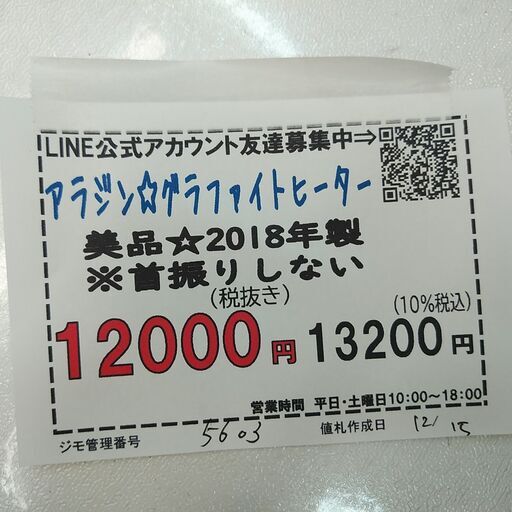 LINE公式アカウント友達募集中⇒
アラジン☆グラファイトヒーター
美品☆2018年製
※首振りしない
(税抜き)
(10%税込)
12000円 13200円
営業時間 平日・土曜日10:00～18:00
ジモ管理番号 5603 値札作成日 12/15